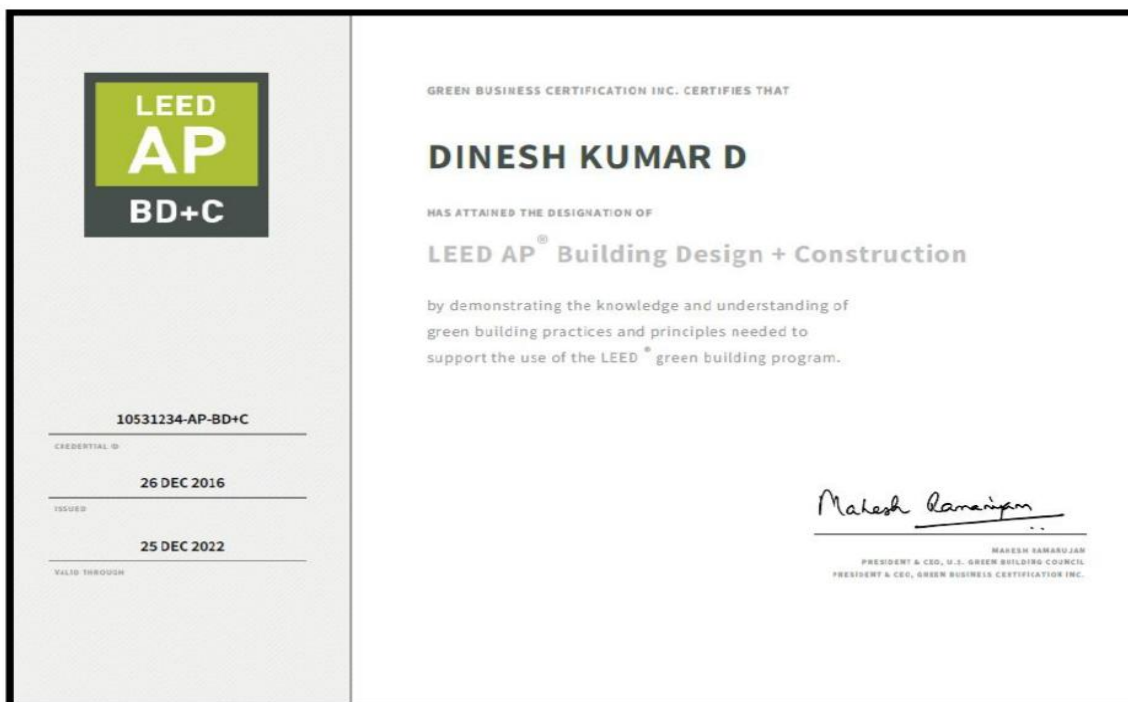 LEED
AP
BD+C
10531234-AP-BD+C
CREDENTIAL ID
26 DEC 2016
ISSUED
25 DEC 2022
VALID THROUGH
GREEN BUSINESS CERTIFICATION INC. CERTIFIES THAT
DINESH KUMAR D
HAS ATTAINED THE DESIGNATION OF
LEED AP® Building Design + Construction
by demonstrating the knowledge and understanding of
green building practices and principles needed to
support the use of the LEED ® green building program.
Mahesh Ramanujam
MAHESH RAMANUJAN
PRESIDENT & CEO, U.S. GREEN BUILDING COUNCIL
PRESIDENT & CEO, GREEN BUSINESS CERTIFICATION INC.